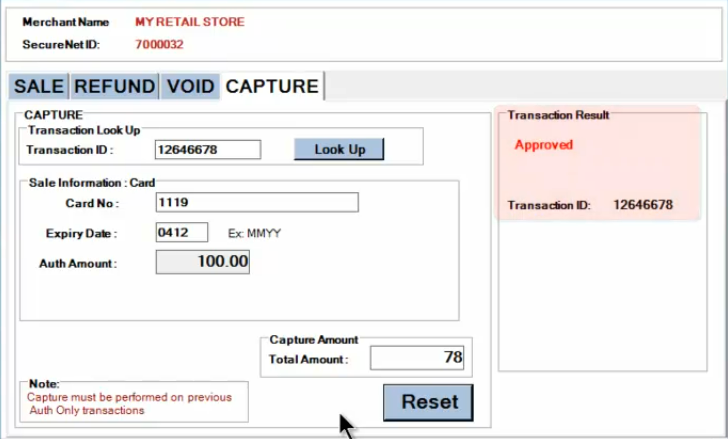 Merchant Name MY RETAIL STORE
SecureNet ID: 7000032
SALE REFUND VOID CAPTURE
CAPTURE
Transaction Look Up
Transaction ID : 12646678 Look Up
Sale Information : Card
Card No : 1119
Expiry Date : 0412 Ex: MMYY
Auth Amount : 100.00
Capture Amount
Total Amount : 78
Note:
Capture must be performed on previous
Auth Only transactions
Reset
Transaction Result
Approved
Transaction ID: 12646678